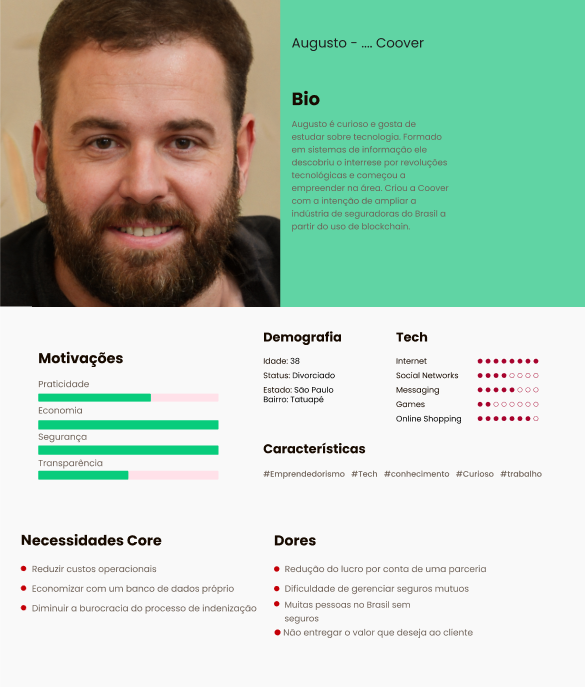 Augusto - .... Coover
Bio
Augusto é curioso e gosta de
estudar sobre tecnologia. Formado
em sistemas de informação ele
descobriu o interrese por revoluções
tecnológicas e começou a
empreender na área. Criou a Coover
com a intenção de ampliar a
indústria de seguradoras do Brasil a
partir do uso de blockchain.
Motivações
Praticidade
Economia
Segurança
Transparência
Demografia
Idade: 38
Status: Divorciado
Estado: São Paulo
Bairro: Tatuapé
Tech
Internet
Social Networks
Messaging
Games
Online Shopping
Características
#Emprendedorismo #Tech #conhecimento #Curioso #trabalho
Necessidades Core
Reduzir custos operacionais
Economizar com um banco de dados próprio
Diminuir a burocracia do processo de indenização
Dores
Redução do lucro por conta de uma parceria
Dificuldade de gerenciar seguros mutuos
Muitas pessoas no Brasil sem
seguros
Não entregar o valor que deseja ao cliente